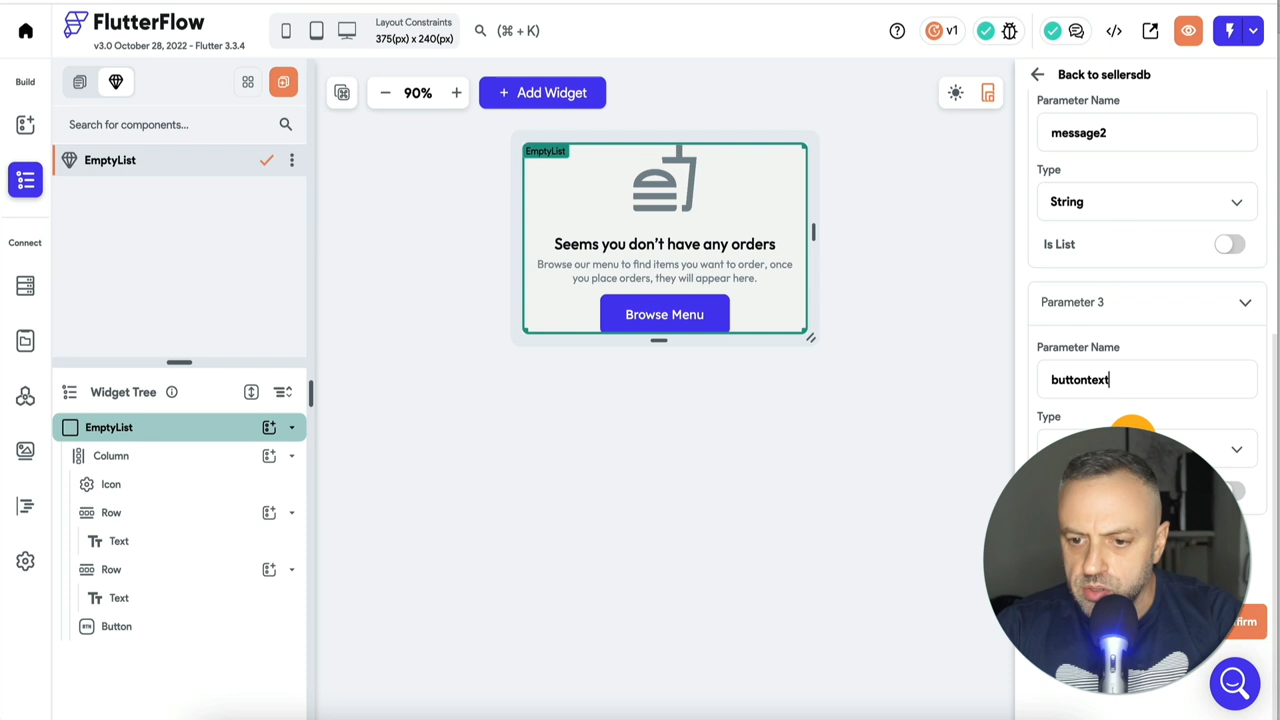 FlutterFlow
v3.0 October 28, 2022 - Flutter 3.3.4
Layout Constraints
375(px) x 240(px)
(⌘ + K)
v1
Build
Search for components...
EmptyList
Connect
Widget Tree
EmptyList
Column
Icon
Row
Text
Row
Text
Button
90%
+ Add Widget
EmptyList
Seems you don't have any orders
Browse our menu to find items you want to order, once
you place orders, they will appear here.
Browse Menu
Back to sellersdb
Parameter Name
message2
Type
String
Is List
Parameter 3
Parameter Name
buttontext
Type
firm